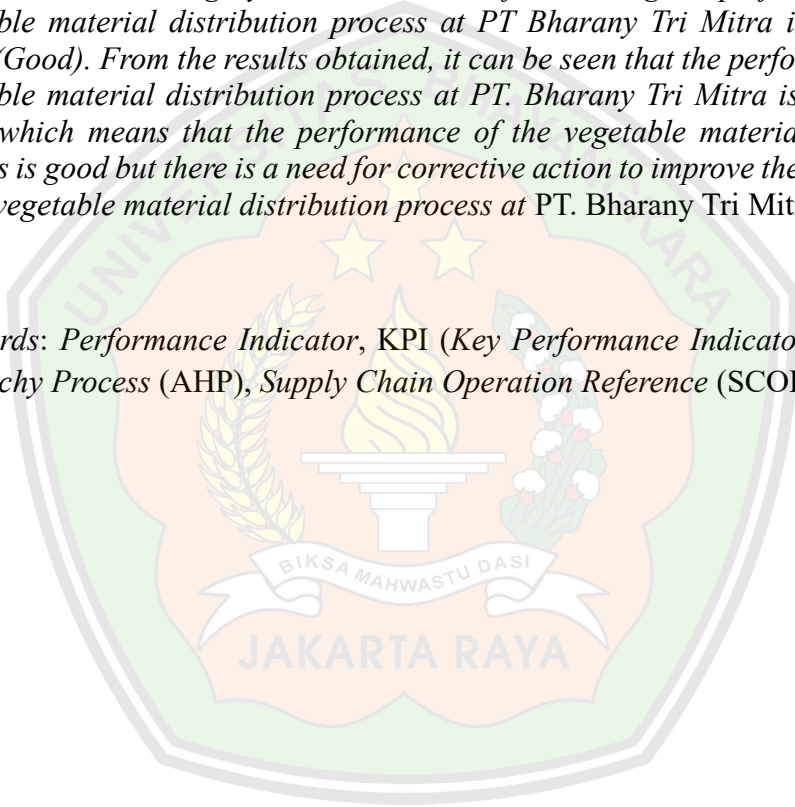 ble material distribution process at PT Bharany Tri Mitra i
(Good). From the results obtained, it can be seen that the perfo
ble material distribution process at PT. Bharany Tri Mitra is
which means that the performance of the vegetable material
s is good but there is a need for corrective action to improve the
vegetable material distribution process at PT. Bharany Tri Mit
rds: Performance Indicator, KPI (Key Performance Indicato
chy Process (AHP), Supply Chain Operation Reference (SCO
UNIVERSITAS BHAYANGKARA
BIKSA MAHWASTU DASI
JAKARTA RAYA